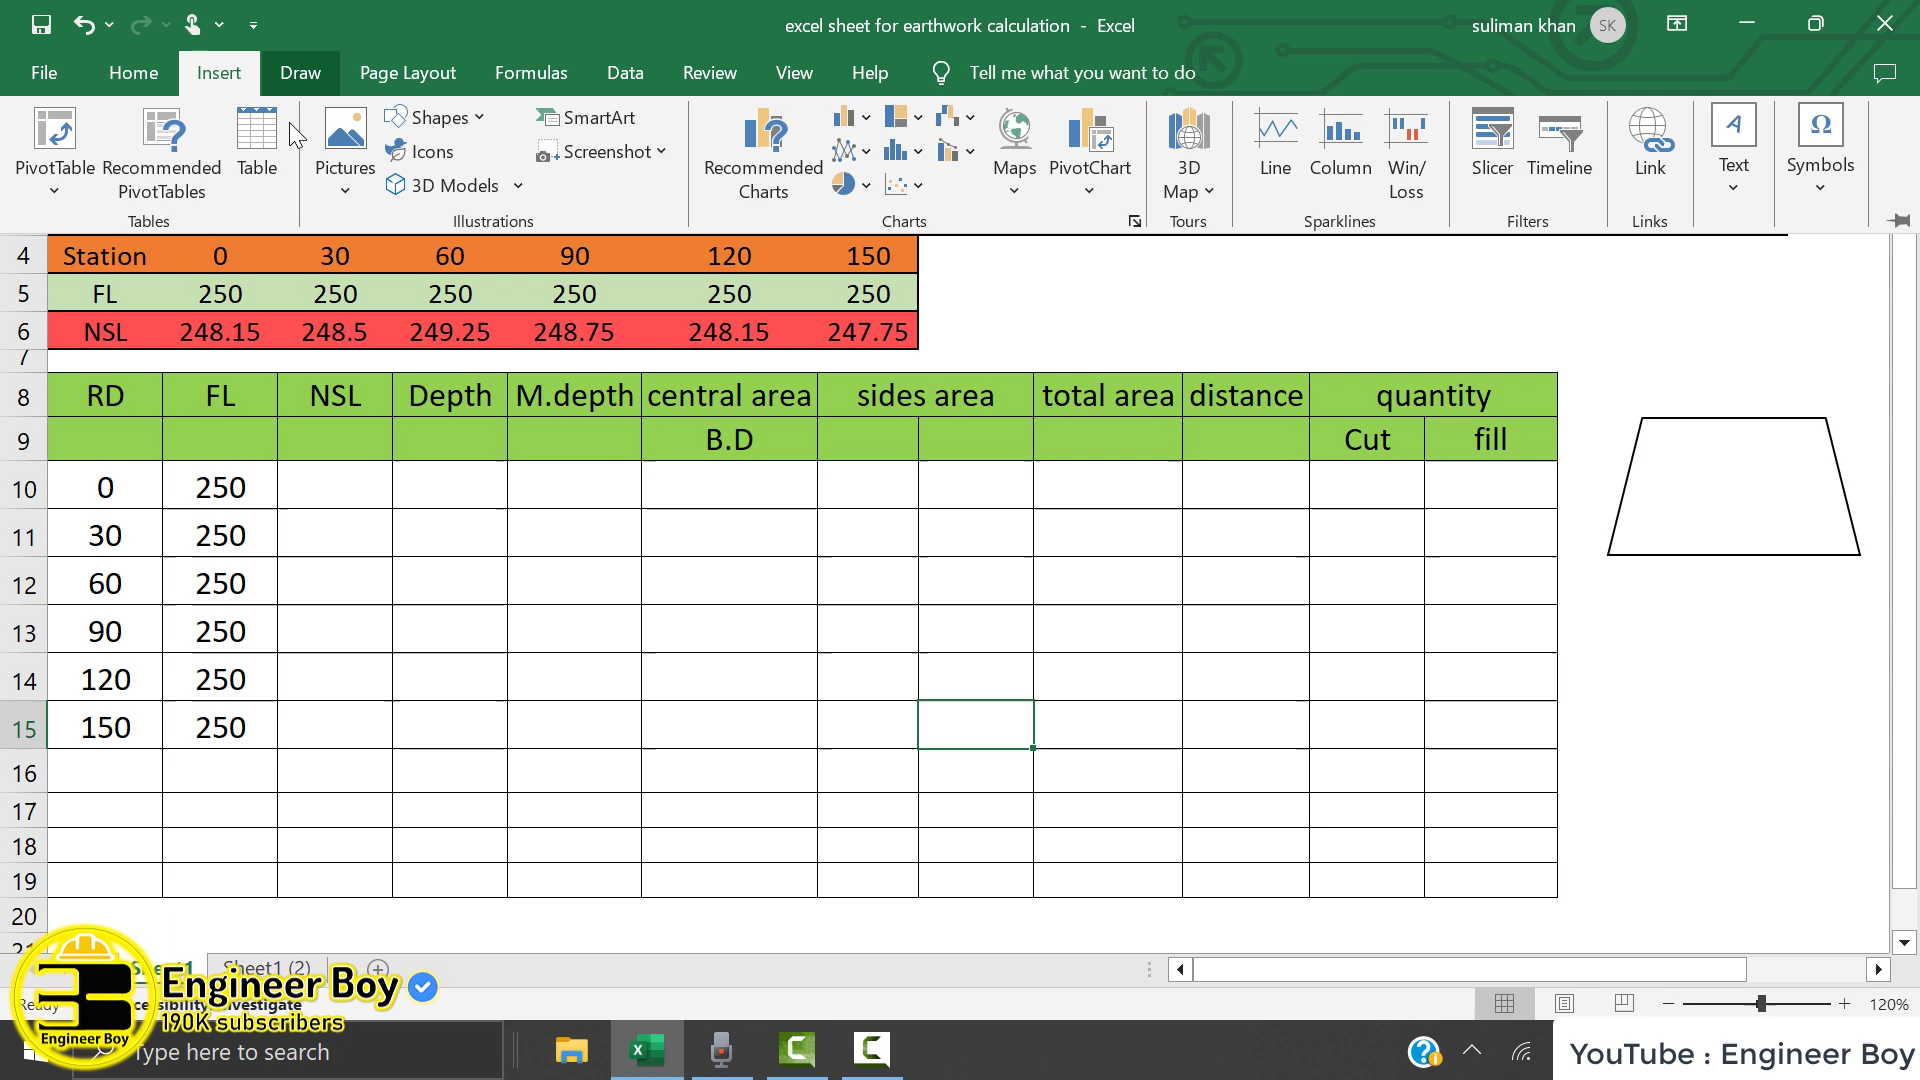 excel sheet for earthwork calculation - Excel
suliman khan
SK
File Home Insert Draw Page Layout Formulas Data Review View Help Tell me what you want to do
PivotTable
Recommended PivotTables
Table
Tables
Pictures
Shapes
Icons
3D Models
SmartArt
Screenshot
Illustrations
Recommended Charts
Maps
PivotChart
Charts
3D Map
Tours
Line
Column
Win/Loss
Sparklines
Slicer
Timeline
Filters
Link
Links
A
Text
Ω
Symbols
4 Station 0 30 60 90 120 150
5 FL 250 250 250 250 250 250
6 NSL 248.15 248.5 249.25 248.75 248.15 247.75
7
8 RD FL NSL Depth M.depth central area sides area total area distance quantity
9 B.D Cut fill
10 0 250
11 30 250
12 60 250
13 90 250
14 120 250
15 150 250
16
17
18
19
20
21
Sheet1 (2)
Engineer Boy
190K subscribers
Engineer Boy
Investigate
120%
Type here to search
YouTube : Engineer Boy